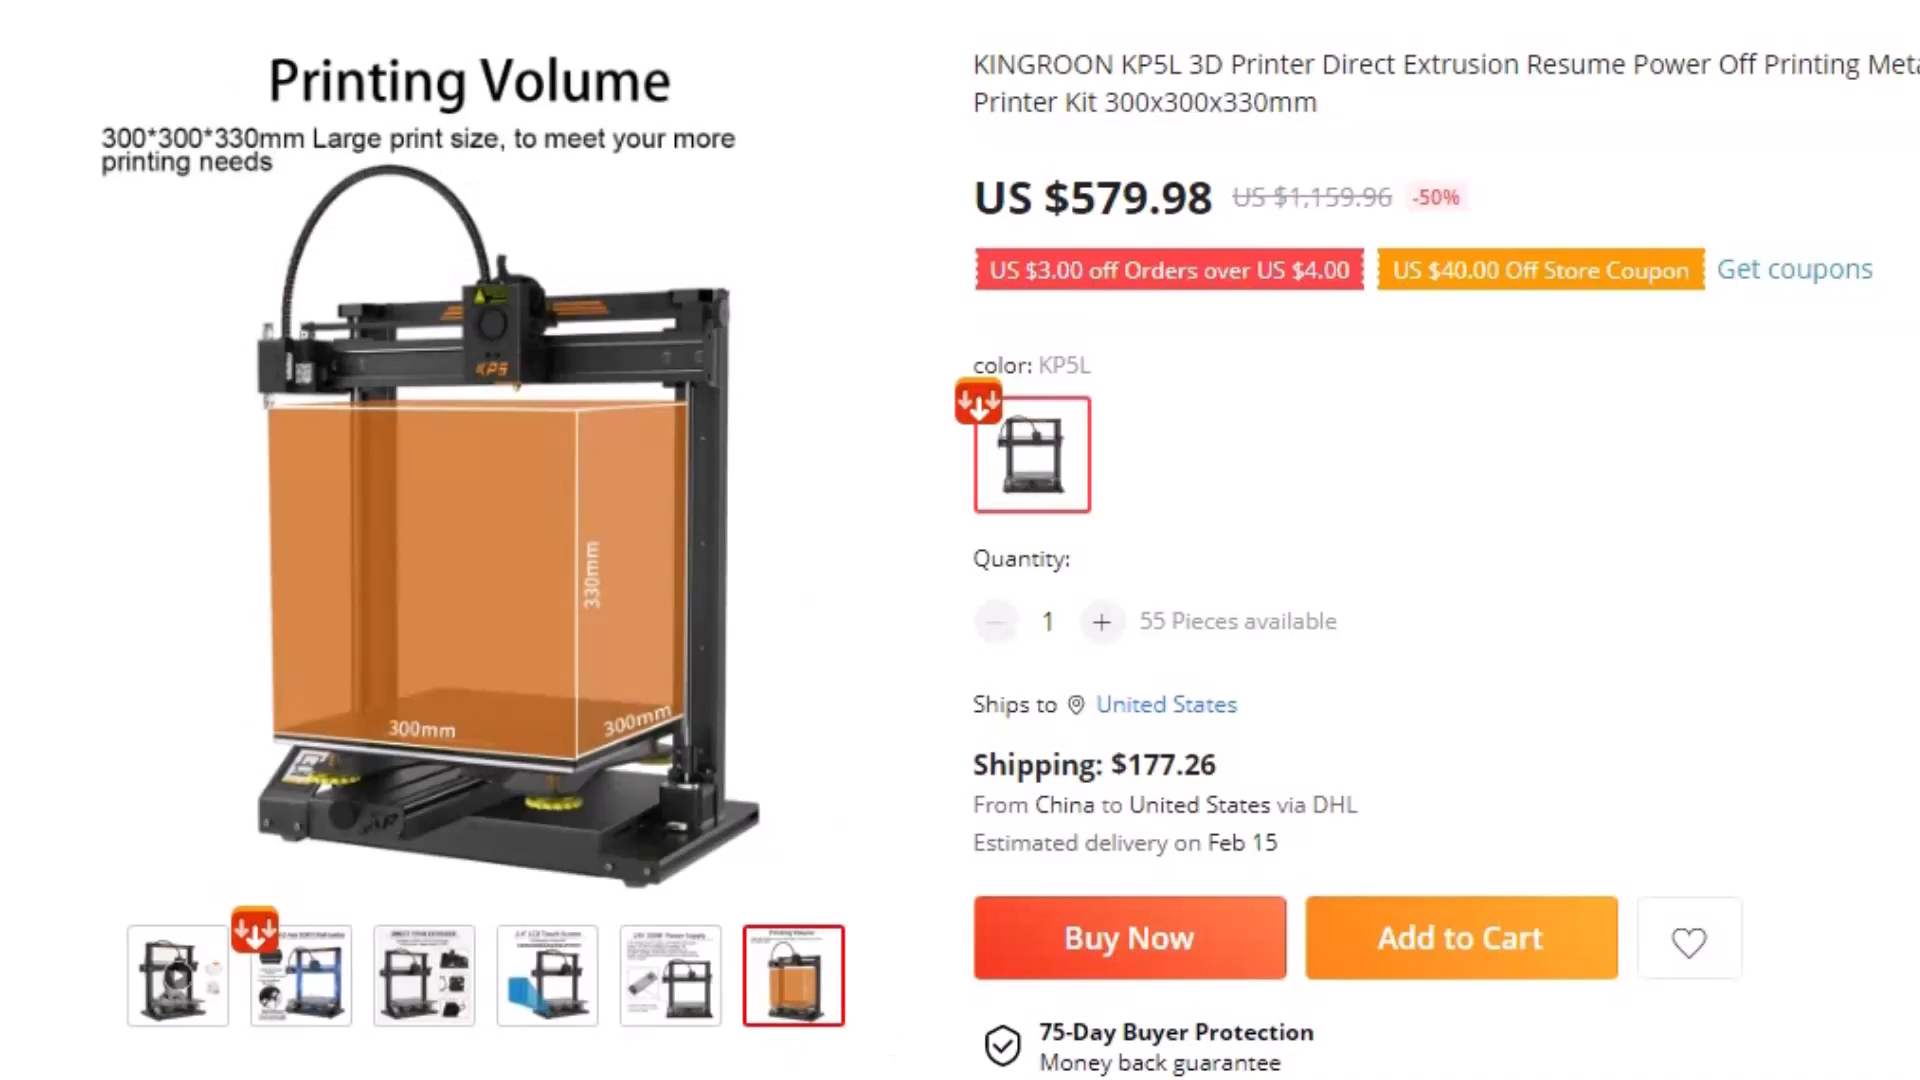 Printing Volume
300*300*330mm Large print size, to meet your more
printing needs
KP5
330mm
300mm
300mm
KINGROON KP5L 3D Printer Direct Extrusion Resume Power Off Printing
Printer Kit 300x300x330mm
US $579.98 US $1,159.96 -50%
US $3.00 off Orders over US $4.00 US $40.00 Off Store Coupon Get coupons
color: KP5L
Quantity:
1 + 55 Pieces available
Ships to United States
Shipping: $177.26
From China to United States via DHL
Estimated delivery on Feb 15
Buy Now Add to Cart
75-Day Buyer Protection
Money back guarantee